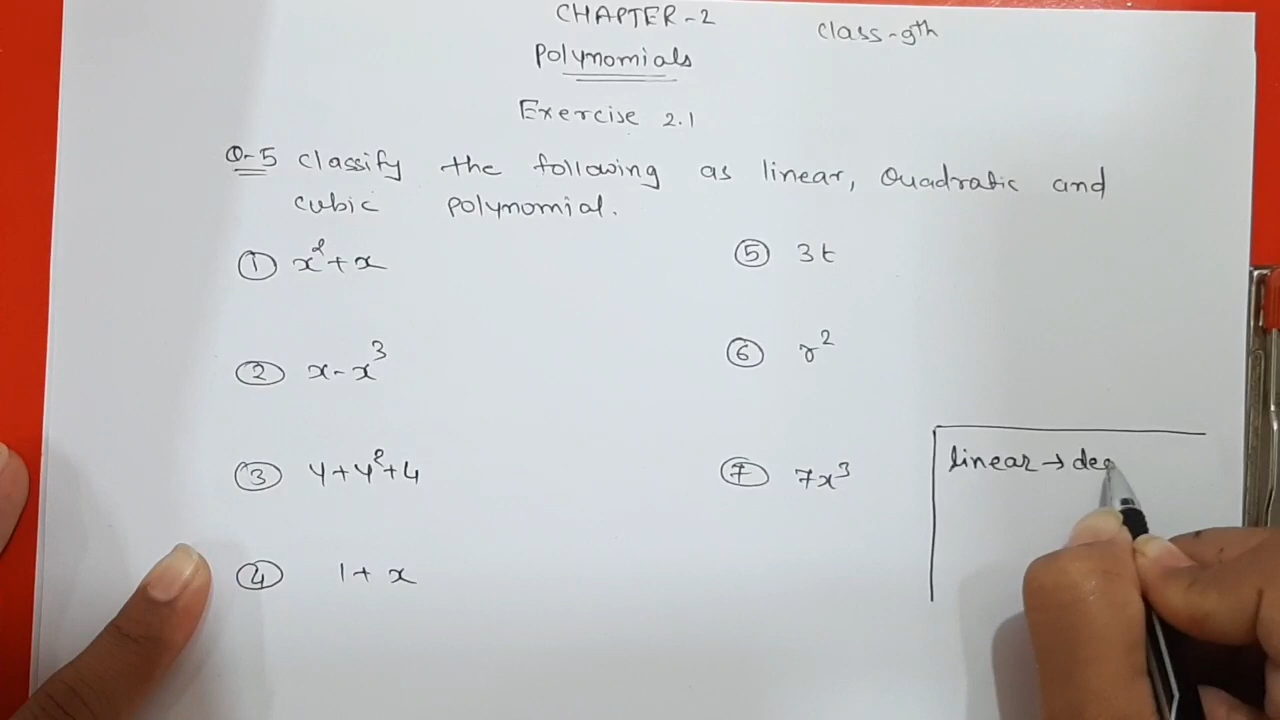 CHAPTER-2
Class-9th
Polynomials
Exercise 2.1
Q-5 Classify the following as linear, Quadratic and
cubic polynomial.
① x²+x
⑤ 3t
② x-x³
⑥ r²
③ y+y²+4
⑦ 7x³
④ 1+x
linear → deg